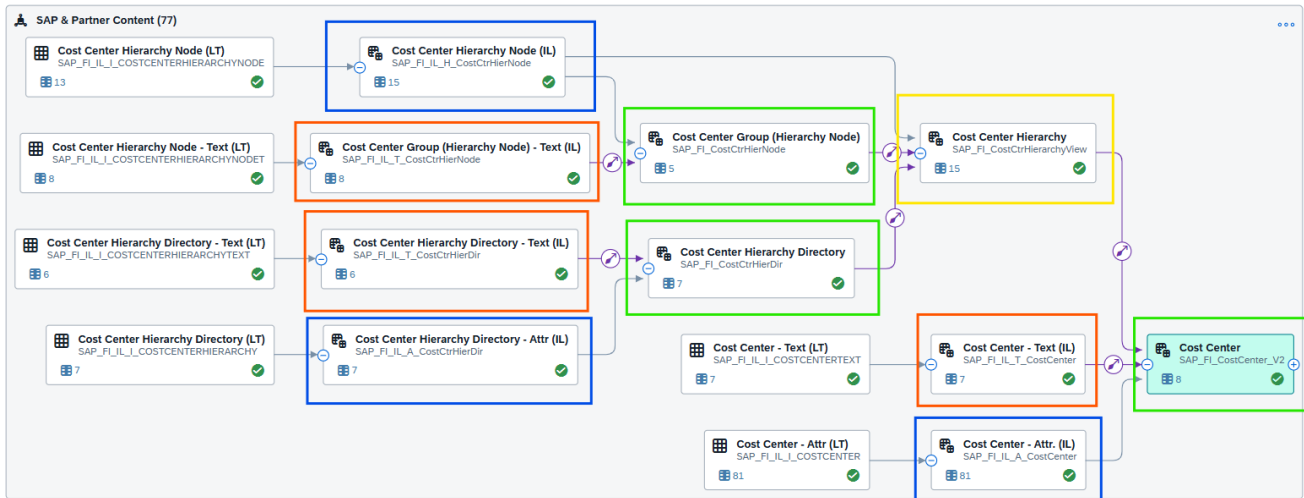 SAP & Partner Content (77)
Cost Center Hierarchy Node (LT)
SAP_FI_IL_I_COSTCENTERHIERARCHYNODE
13
Cost Center Hierarchy Node (IL)
SAP_FI_IL_H_CostCtrHierNode
15
Cost Center Hierarchy Node - Text (LT)
SAP_FI_IL_I_COSTCENTERHIERARCHYNODET
8
Cost Center Group (Hierarchy Node) - Text (IL)
SAP_FI_IL_T_CostCtrHierNode
8
Cost Center Group (Hierarchy Node)
SAP_FI_CostCtrHierNode
5
Cost Center Hierarchy
SAP_FI_CostCtrHierarchyView
15
Cost Center Hierarchy Directory - Text (LT)
SAP_FI_IL_I_COSTCENTERHIERARCHYTEXT
6
Cost Center Hierarchy Directory - Text (IL)
SAP_FI_IL_T_CostCtrHierDir
6
Cost Center Hierarchy Directory
SAP_FI_CostCtrHierDir
7
Cost Center Hierarchy Directory (LT)
SAP_FI_IL_I_COSTCENTERHIERARCHY
7
Cost Center Hierarchy Directory - Attr (IL)
SAP_FI_IL_A_CostCtrHierDir
7
Cost Center - Text (LT)
SAP_FI_IL_I_COSTCENTERTEXT
7
Cost Center - Text (IL)
SAP_FI_IL_T_CostCenter
7
Cost Center
SAP_FI_CostCenter_V2
8
Cost Center - Attr (LT)
SAP_FI_IL_I_COSTCENTER
81
Cost Center - Attr. (IL)
SAP_FI_IL_A_CostCenter
81